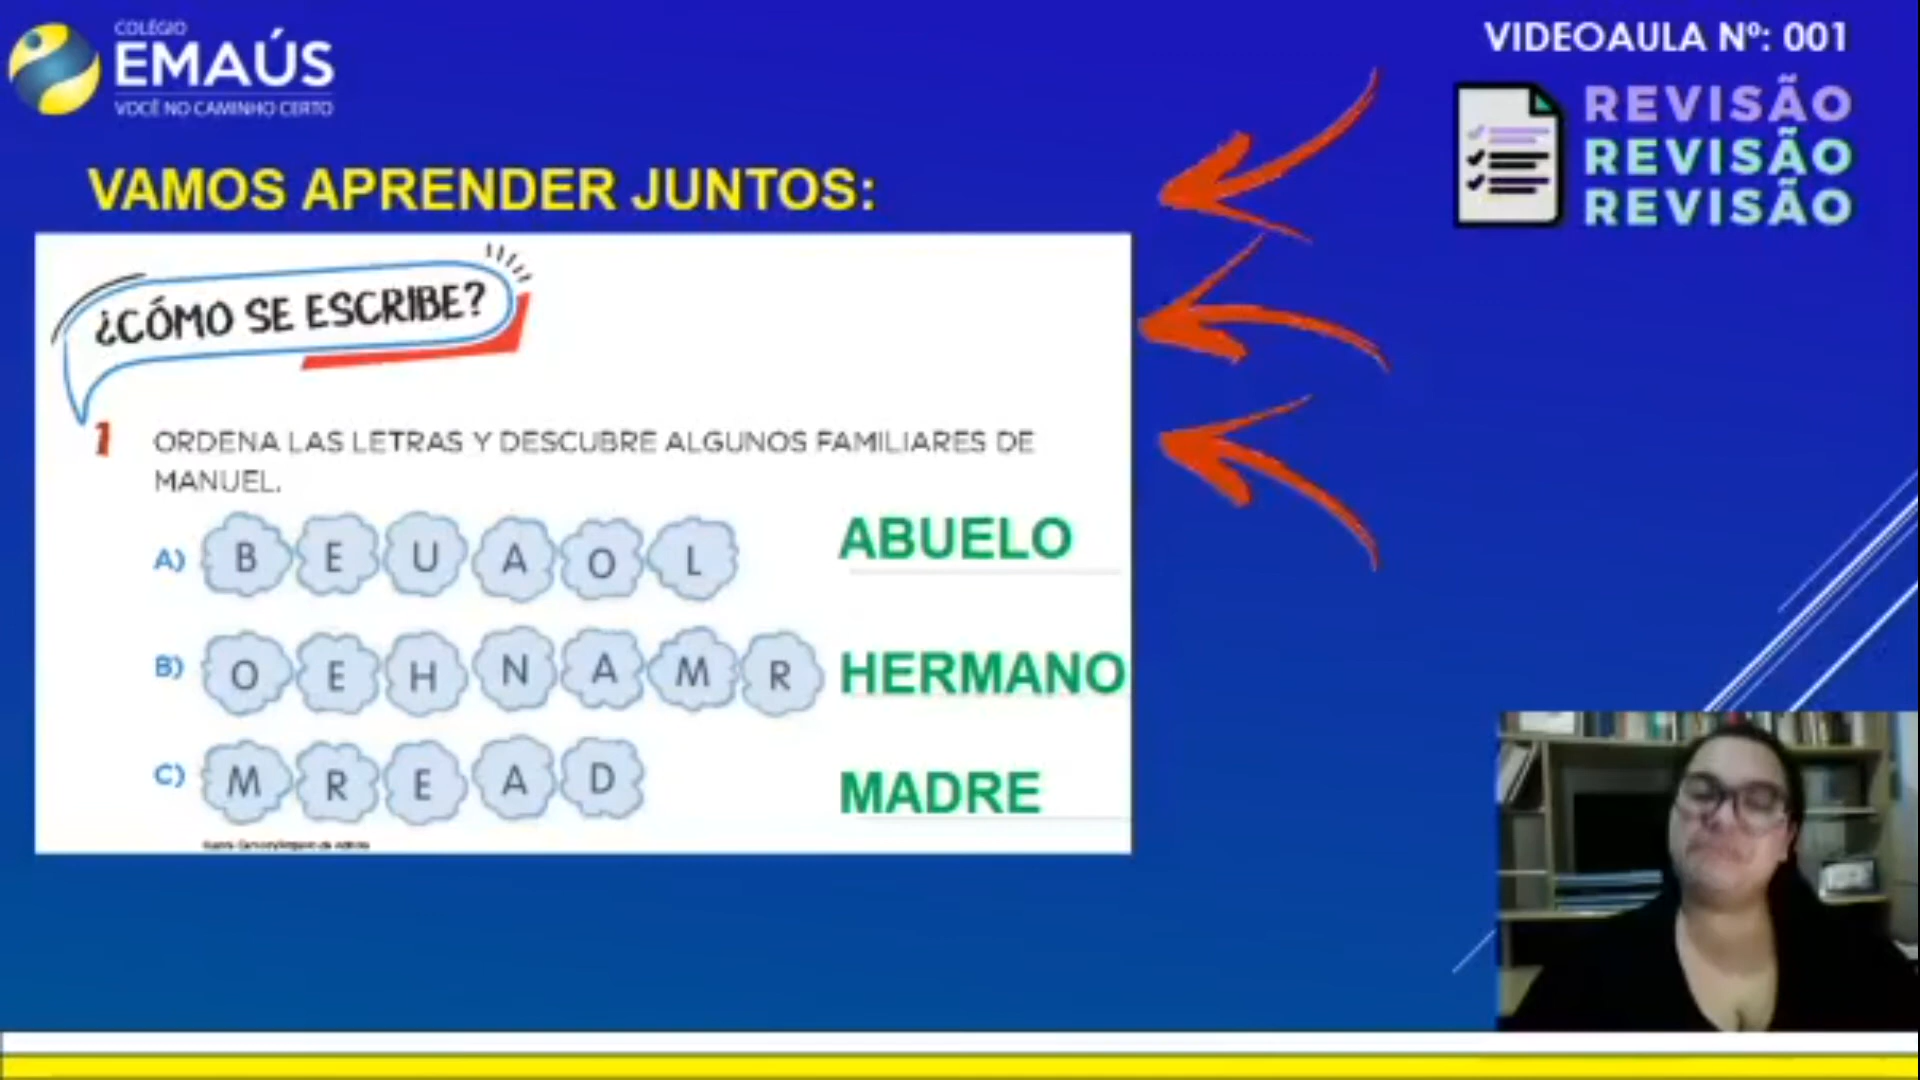 COLÉGIO
EMAÚS
VOCÊ NO CAMINHO CERTO
VIDEOAULA Nº: 001
REVISÃO
REVISÃO
REVISÃO
VAMOS APRENDER JUNTOS:
¿CÓMO SE ESCRIBE?
1 ORDENA LAS LETRAS Y DESCUBRE ALGUNOS FAMILIARES DE
MANUEL.
A) B E U A O L ABUELO
B) O E H N A M R HERMANO
C) M R E A D MADRE